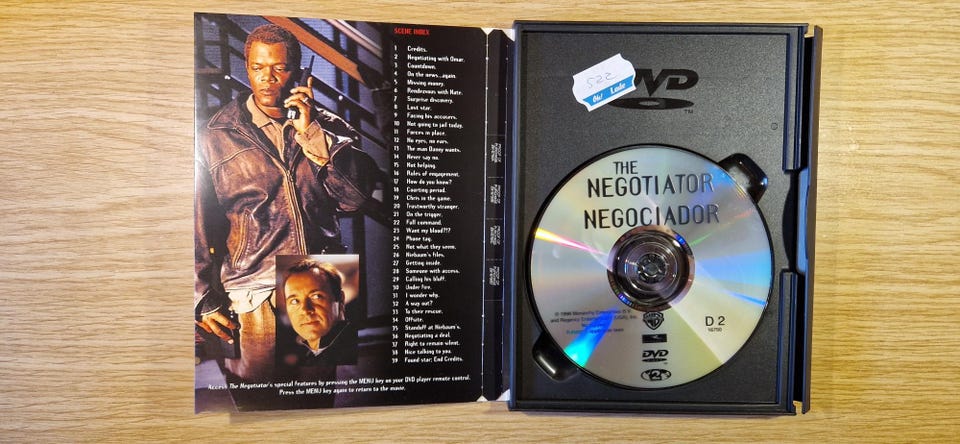 SCENE INDEX
1 Credits.
2 Negotiating with Omar.
3 Countdown.
4 On the news...again.
5 Missing money.
6 Rendezvous with Nate.
7 Surprise discovery.
8 Lost star.
9 Facing his accusers.
10 Not going to jail today.
11 Forces in place.
12 No eyes, no ears.
13 The man Danny wants.
14 Never say no.
15 Not helping.
16 Rules of engagement.
17 How do you know?
18 Courting period.
19 Chris in the game.
20 Trustworthy stranger.
21 On the trigger.
22 Full command.
23 Want my blood?!?
24 Phone tag.
25 Not what they seem.
26 Niebaum's files.
27 Getting inside.
28 Someone with access.
29 Calling his bluff.
30 Under fire.
31 I wonder why.
32 A way out?
33 To their rescue.
34 Offsite.
35 Standoff at Niebaum's.
36 Negotiating a deal.
37 Right to remain silent.
38 Nice talking to you.
39 Found star; End Credits.
Access The Negotiator's special features by pressing the MENU key on your DVD player remote control.
Press the MENU key again to return to the movie.
522
DVD
TM
THE
NEGOTIATOR
NEGOCIADOR
D 2
16750
DVD
2